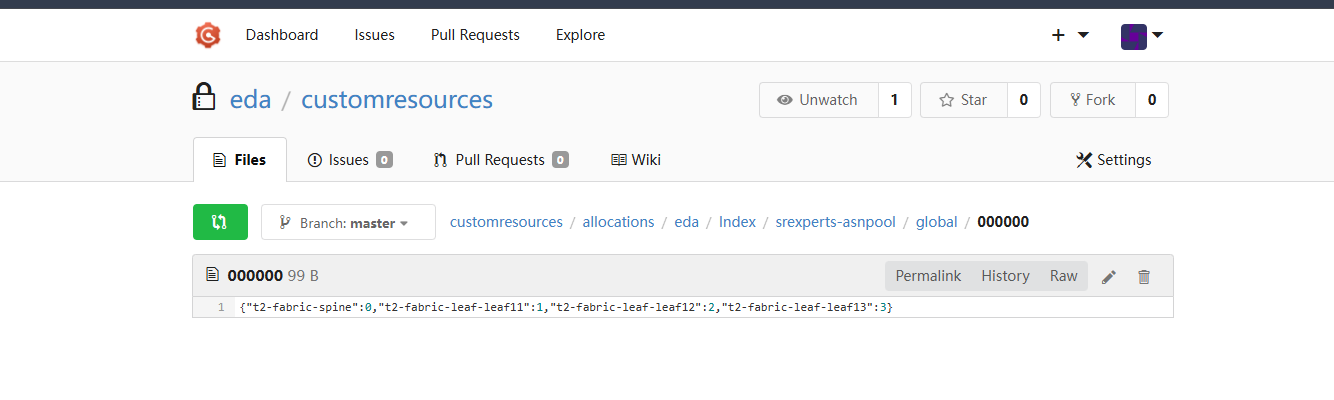 Dashboard Issues Pull Requests Explore
eda / customresources Unwatch 1 Star 0 Fork 0
Files Issues 0 Pull Requests 0 Wiki Settings
Branch: master customresources / allocations / eda / Index / srexperts-asnpool / global / 000000
000000 99 B Permalink History Raw
1 {"t2-fabric-spine":0,"t2-fabric-leaf-leaf11":1,"t2-fabric-leaf-leaf12":2,"t2-fabric-leaf-leaf13":3}